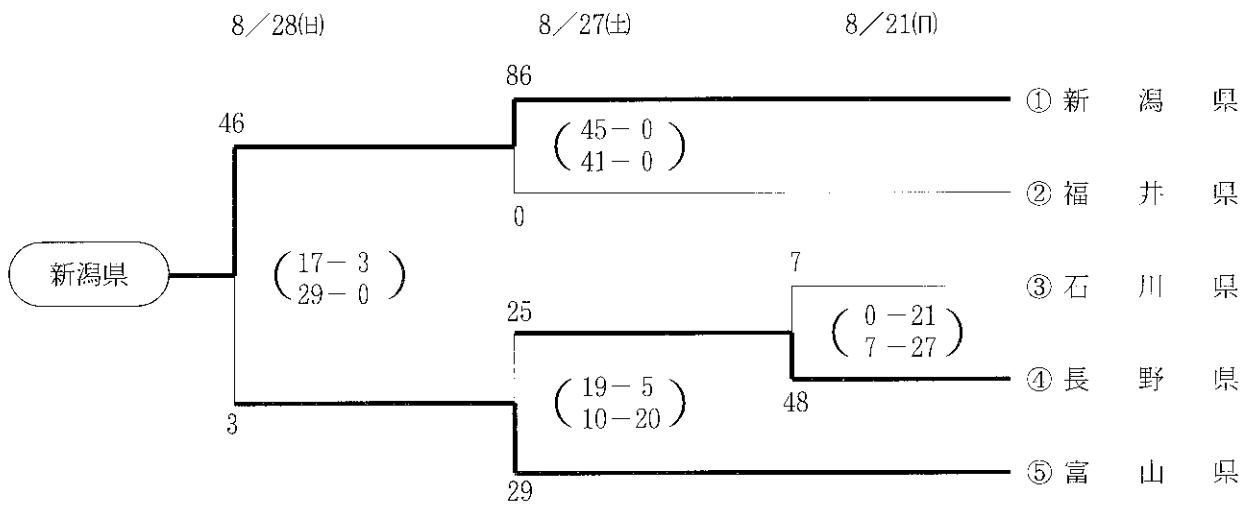 8／28(日) 8／27(土) 8／21(日)
86
① 新潟県
46
( 45－0
41－0 )
② 福井県
0
新潟県
( 17－3
29－0 )
7
③ 石川県
25
( 0－21
7－27 )
④ 長野県
48
( 19－5
10－20 )
3
⑤ 富山県
29